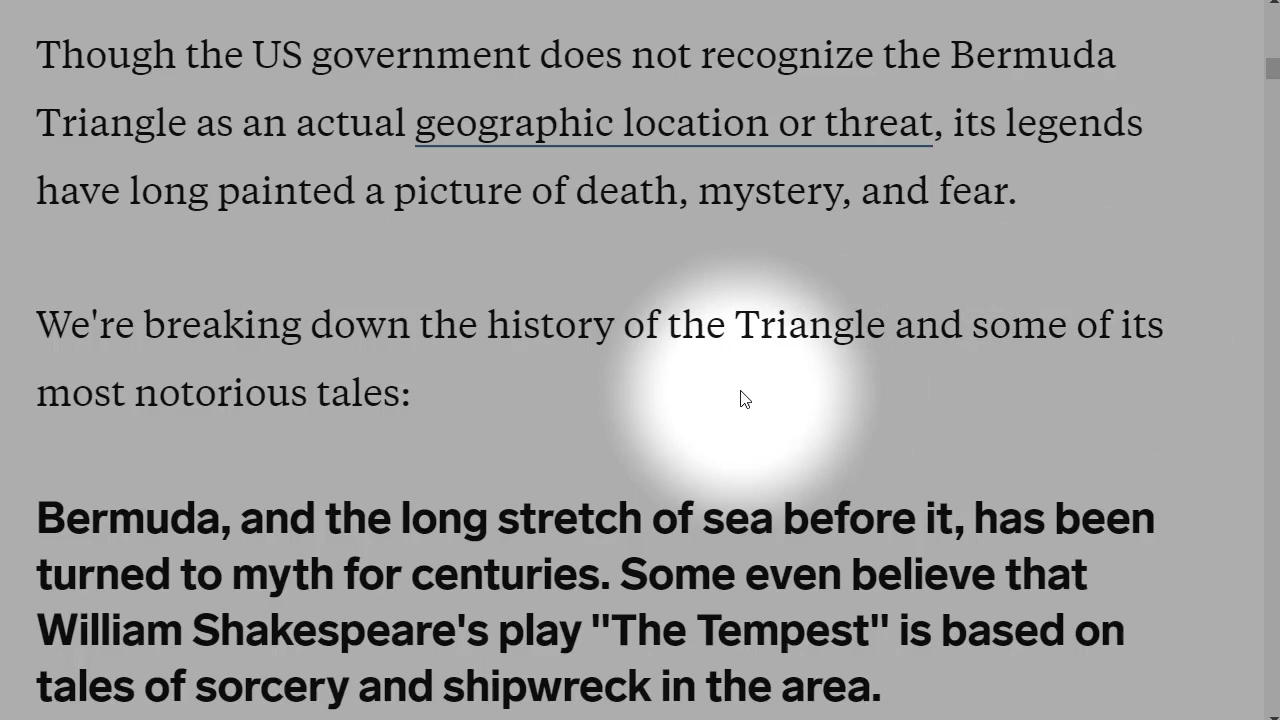 Though the US government does not recognize the Bermuda
Triangle as an actual geographic location or threat, its legends
have long painted a picture of death, mystery, and fear.
We're breaking down the history of the Triangle and some of its
most notorious tales:
Bermuda, and the long stretch of sea before it, has been
turned to myth for centuries. Some even believe that
William Shakespeare's play "The Tempest" is based on
tales of sorcery and shipwreck in the area.